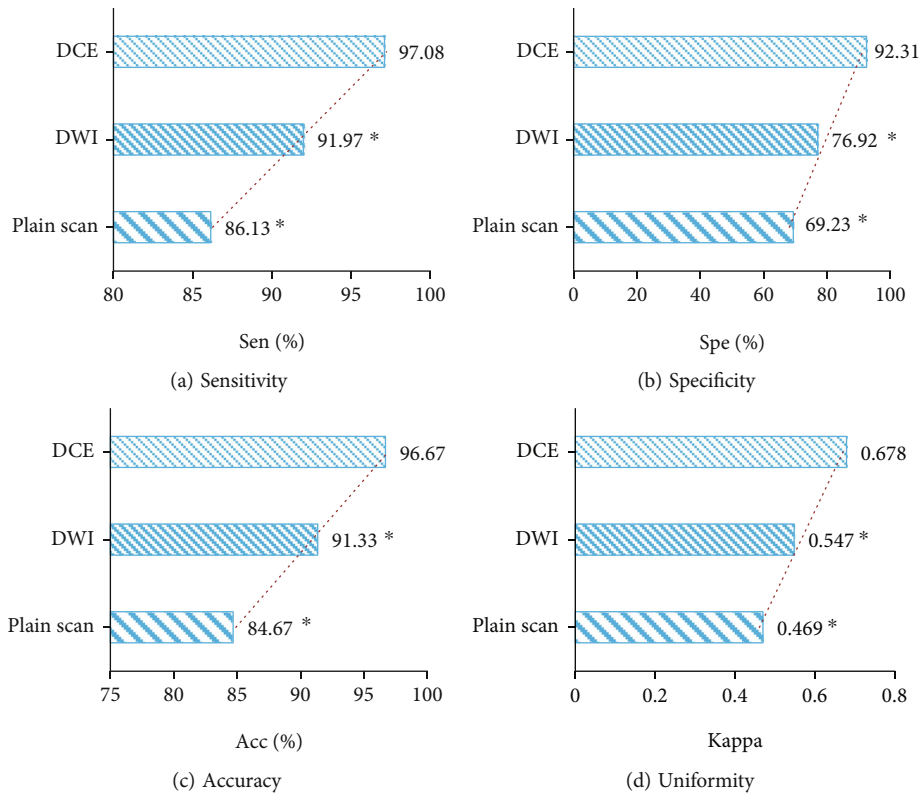 DCE
97.08
DWI
91.97 *
Plain scan
86.13 *
80 85 90 95 100
Sen (%)
(a) Sensitivity
DCE
92.31
DWI
76.92 *
Plain scan
69.23 *
0 20 40 60 80 100
Spe (%)
(b) Specificity
DCE
96.67
DWI
91.33 *
Plain scan
84.67 *
75 80 85 90 95 100
Acc (%)
(c) Accuracy
DCE
0.678
DWI
0.547 *
Plain scan
0.469 *
0 0.2 0.4 0.6 0.8
Kappa
(d) Uniformity